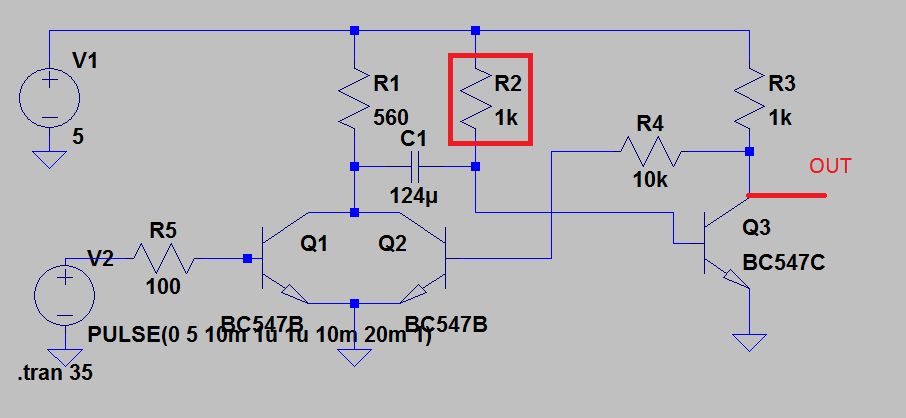 V1
5
R1
560
R2
1k
R3
1k
C1
124µ
R4
10k
OUT
R5
100
V2
Q1
Q2
Q3
BC547C
BC547B
BC547B
PULSE(0 5 10m 1u 1u 10m 20m 1)
.tran 35